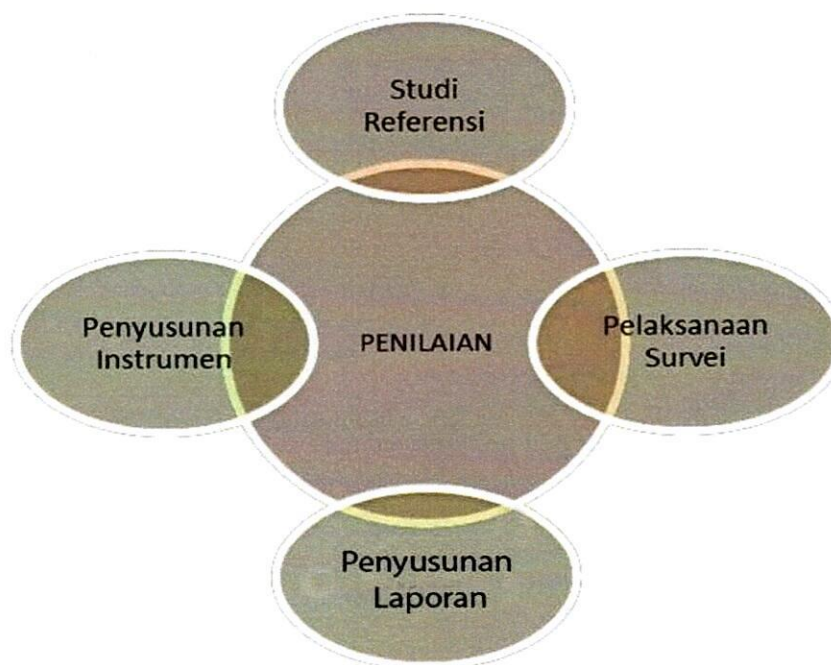 Studi
Referensi
Penyusunan
Instrumen
PENILAIAN
Pelaksanaan
Survei
Penyusunan
Laporan